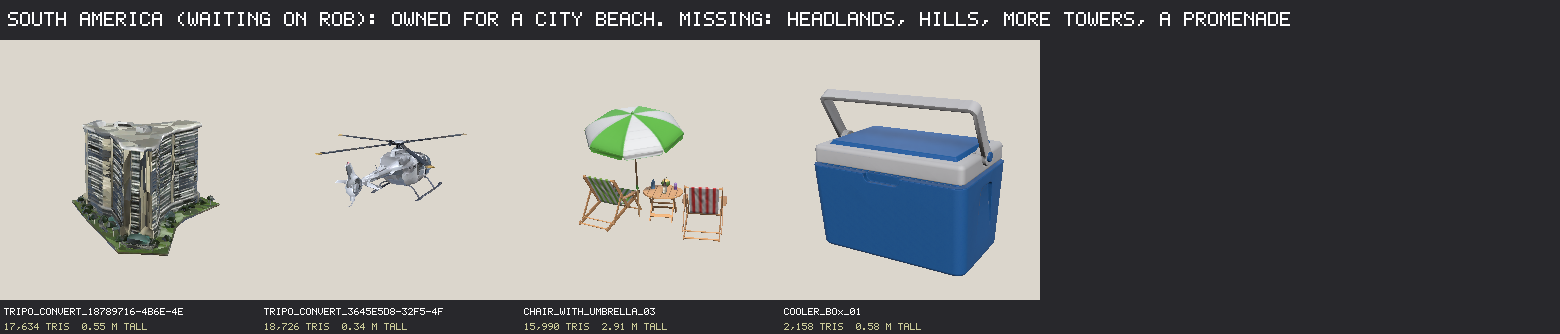 SOUTH AMERICA (WAITING ON ROB): OWNED FOR A CITY BEACH. MISSING: HEADLANDS, HILLS, MORE TOWERS, A PROMENADE
TRIPO_CONVERT_18789716-4B6E-4E
17,634 TRIS 0.55 M TALL
TRIPO_CONVERT_3645E5D8-32F5-4F
18,726 TRIS 0.34 M TALL
CHAIR_WITH_UMBRELLA_03
15,990 TRIS 2.91 M TALL
COOLER_BOX_01
2,158 TRIS 0.58 M TALL